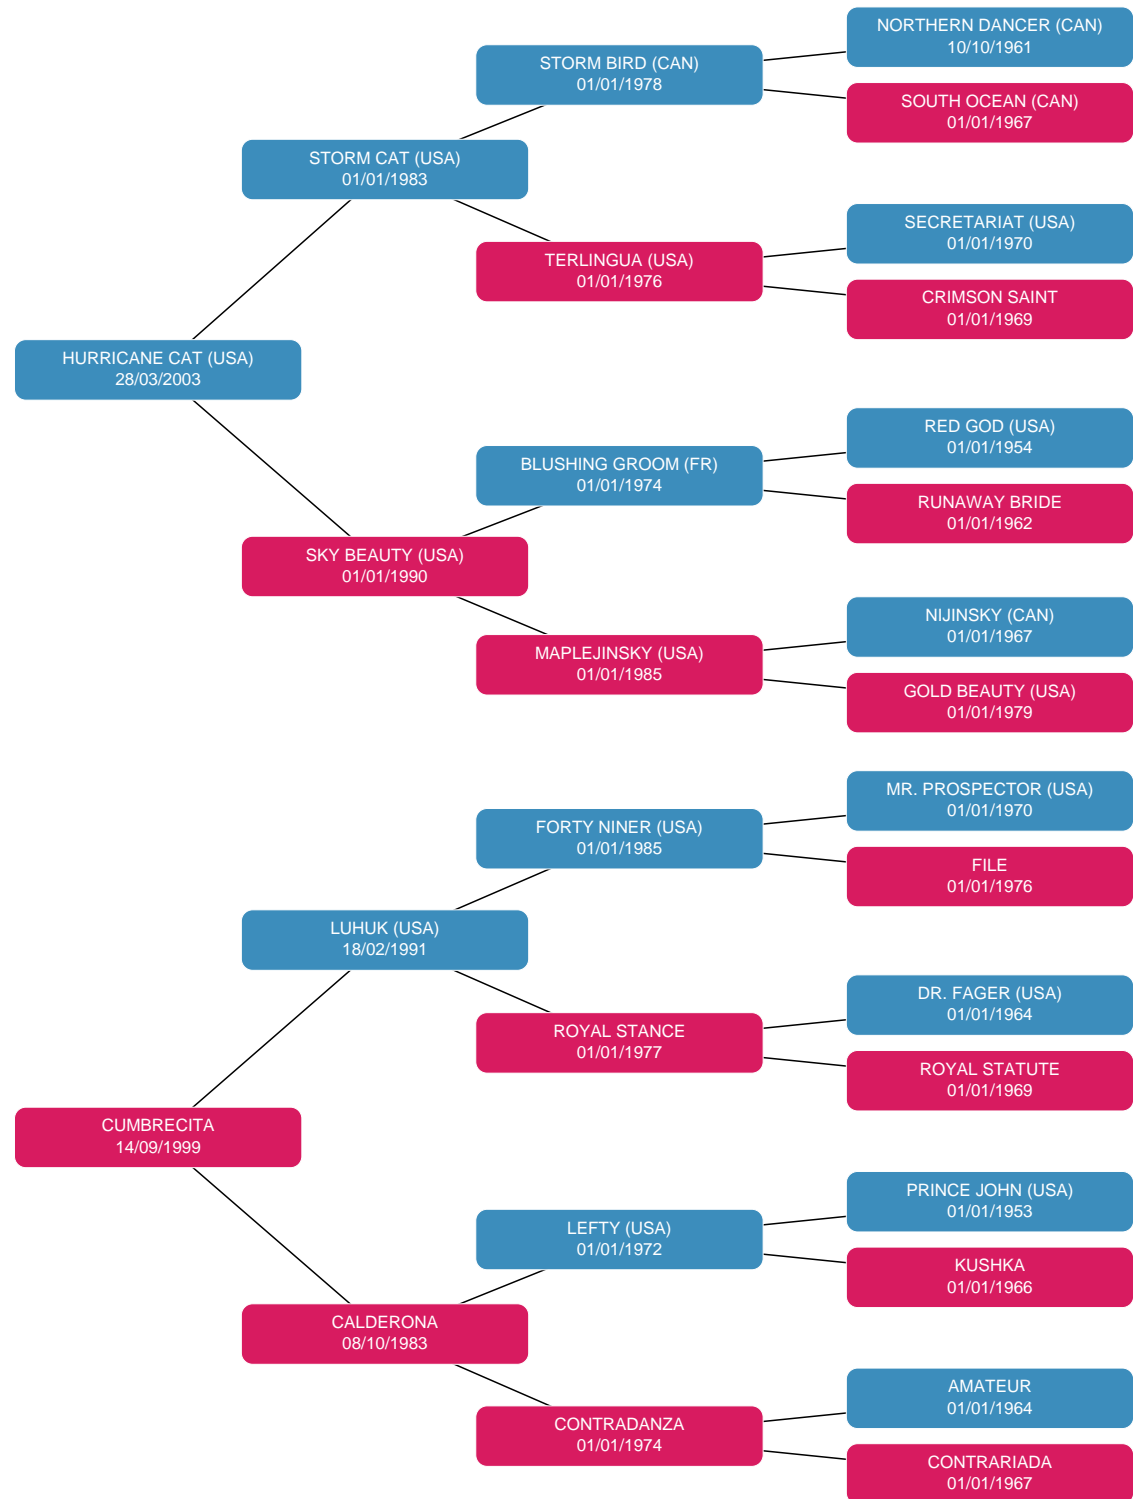 NORTHERN DANCER (CAN)
10/10/1961
STORM BIRD (CAN)
01/01/1978
SOUTH OCEAN (CAN)
01/01/1967
STORM CAT (USA)
01/01/1983
SECRETARIAT (USA)
01/01/1970
TERLINGUA (USA)
01/01/1976
CRIMSON SAINT
01/01/1969
HURRICANE CAT (USA)
28/03/2003
RED GOD (USA)
01/01/1954
BLUSHING GROOM (FR)
01/01/1974
RUNAWAY BRIDE
01/01/1962
SKY BEAUTY (USA)
01/01/1990
NIJINSKY (CAN)
01/01/1967
MAPLEJINSKY (USA)
01/01/1985
GOLD BEAUTY (USA)
01/01/1979
MR. PROSPECTOR (USA)
01/01/1970
FORTY NINER (USA)
01/01/1985
FILE
01/01/1976
LUHUK (USA)
18/02/1991
DR. FAGER (USA)
01/01/1964
ROYAL STANCE
01/01/1977
ROYAL STATUTE
01/01/1969
CUMBRECITA
14/09/1999
PRINCE JOHN (USA)
01/01/1953
LEFTY (USA)
01/01/1972
KUSHKA
01/01/1966
CALDERONA
08/10/1983
AMATEUR
01/01/1964
CONTRADANZA
01/01/1974
CONTRARIADA
01/01/1967